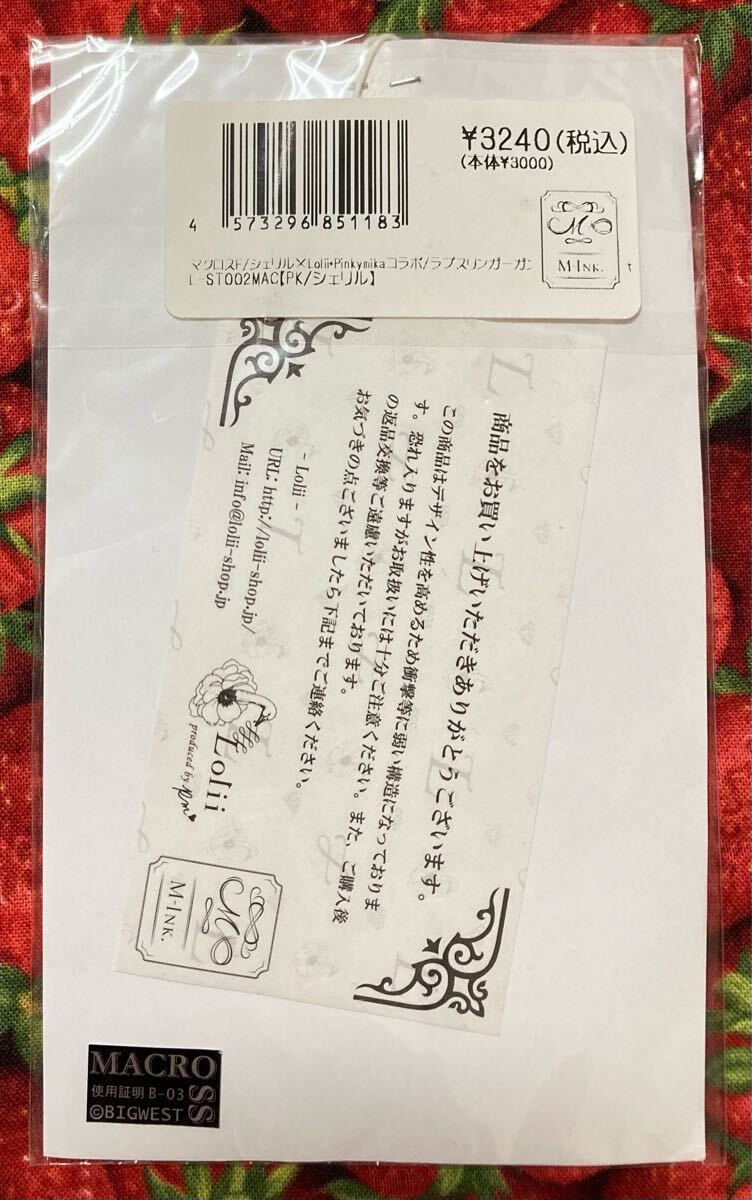 ¥3240(税込)
(本体¥3000)
4 573296 851183
マクロスF/シェリル×Lolii・Pinkymikaコラボ/ラブスリンガーガン
L-ST002MAC【PK/シェリル】
M-INK.
商品をお買い上げいただきありがとうございます。
この商品はデザイン性を高めるため衝撃等に弱い構造になっておりま
す。恐れ入りますがお取扱いには十分ご注意ください。また、ご購入後
の返品交換等ご遠慮いただいております。
お気づきの点ございましたら下記までご連絡ください。
- Lolii -
URL: http://lolii-shop.jp/
Mail: info@lolii-shop.jp
Lolii
produced by pm
M-INK.
MACROSS
使用証明 B-03
©BIGWEST